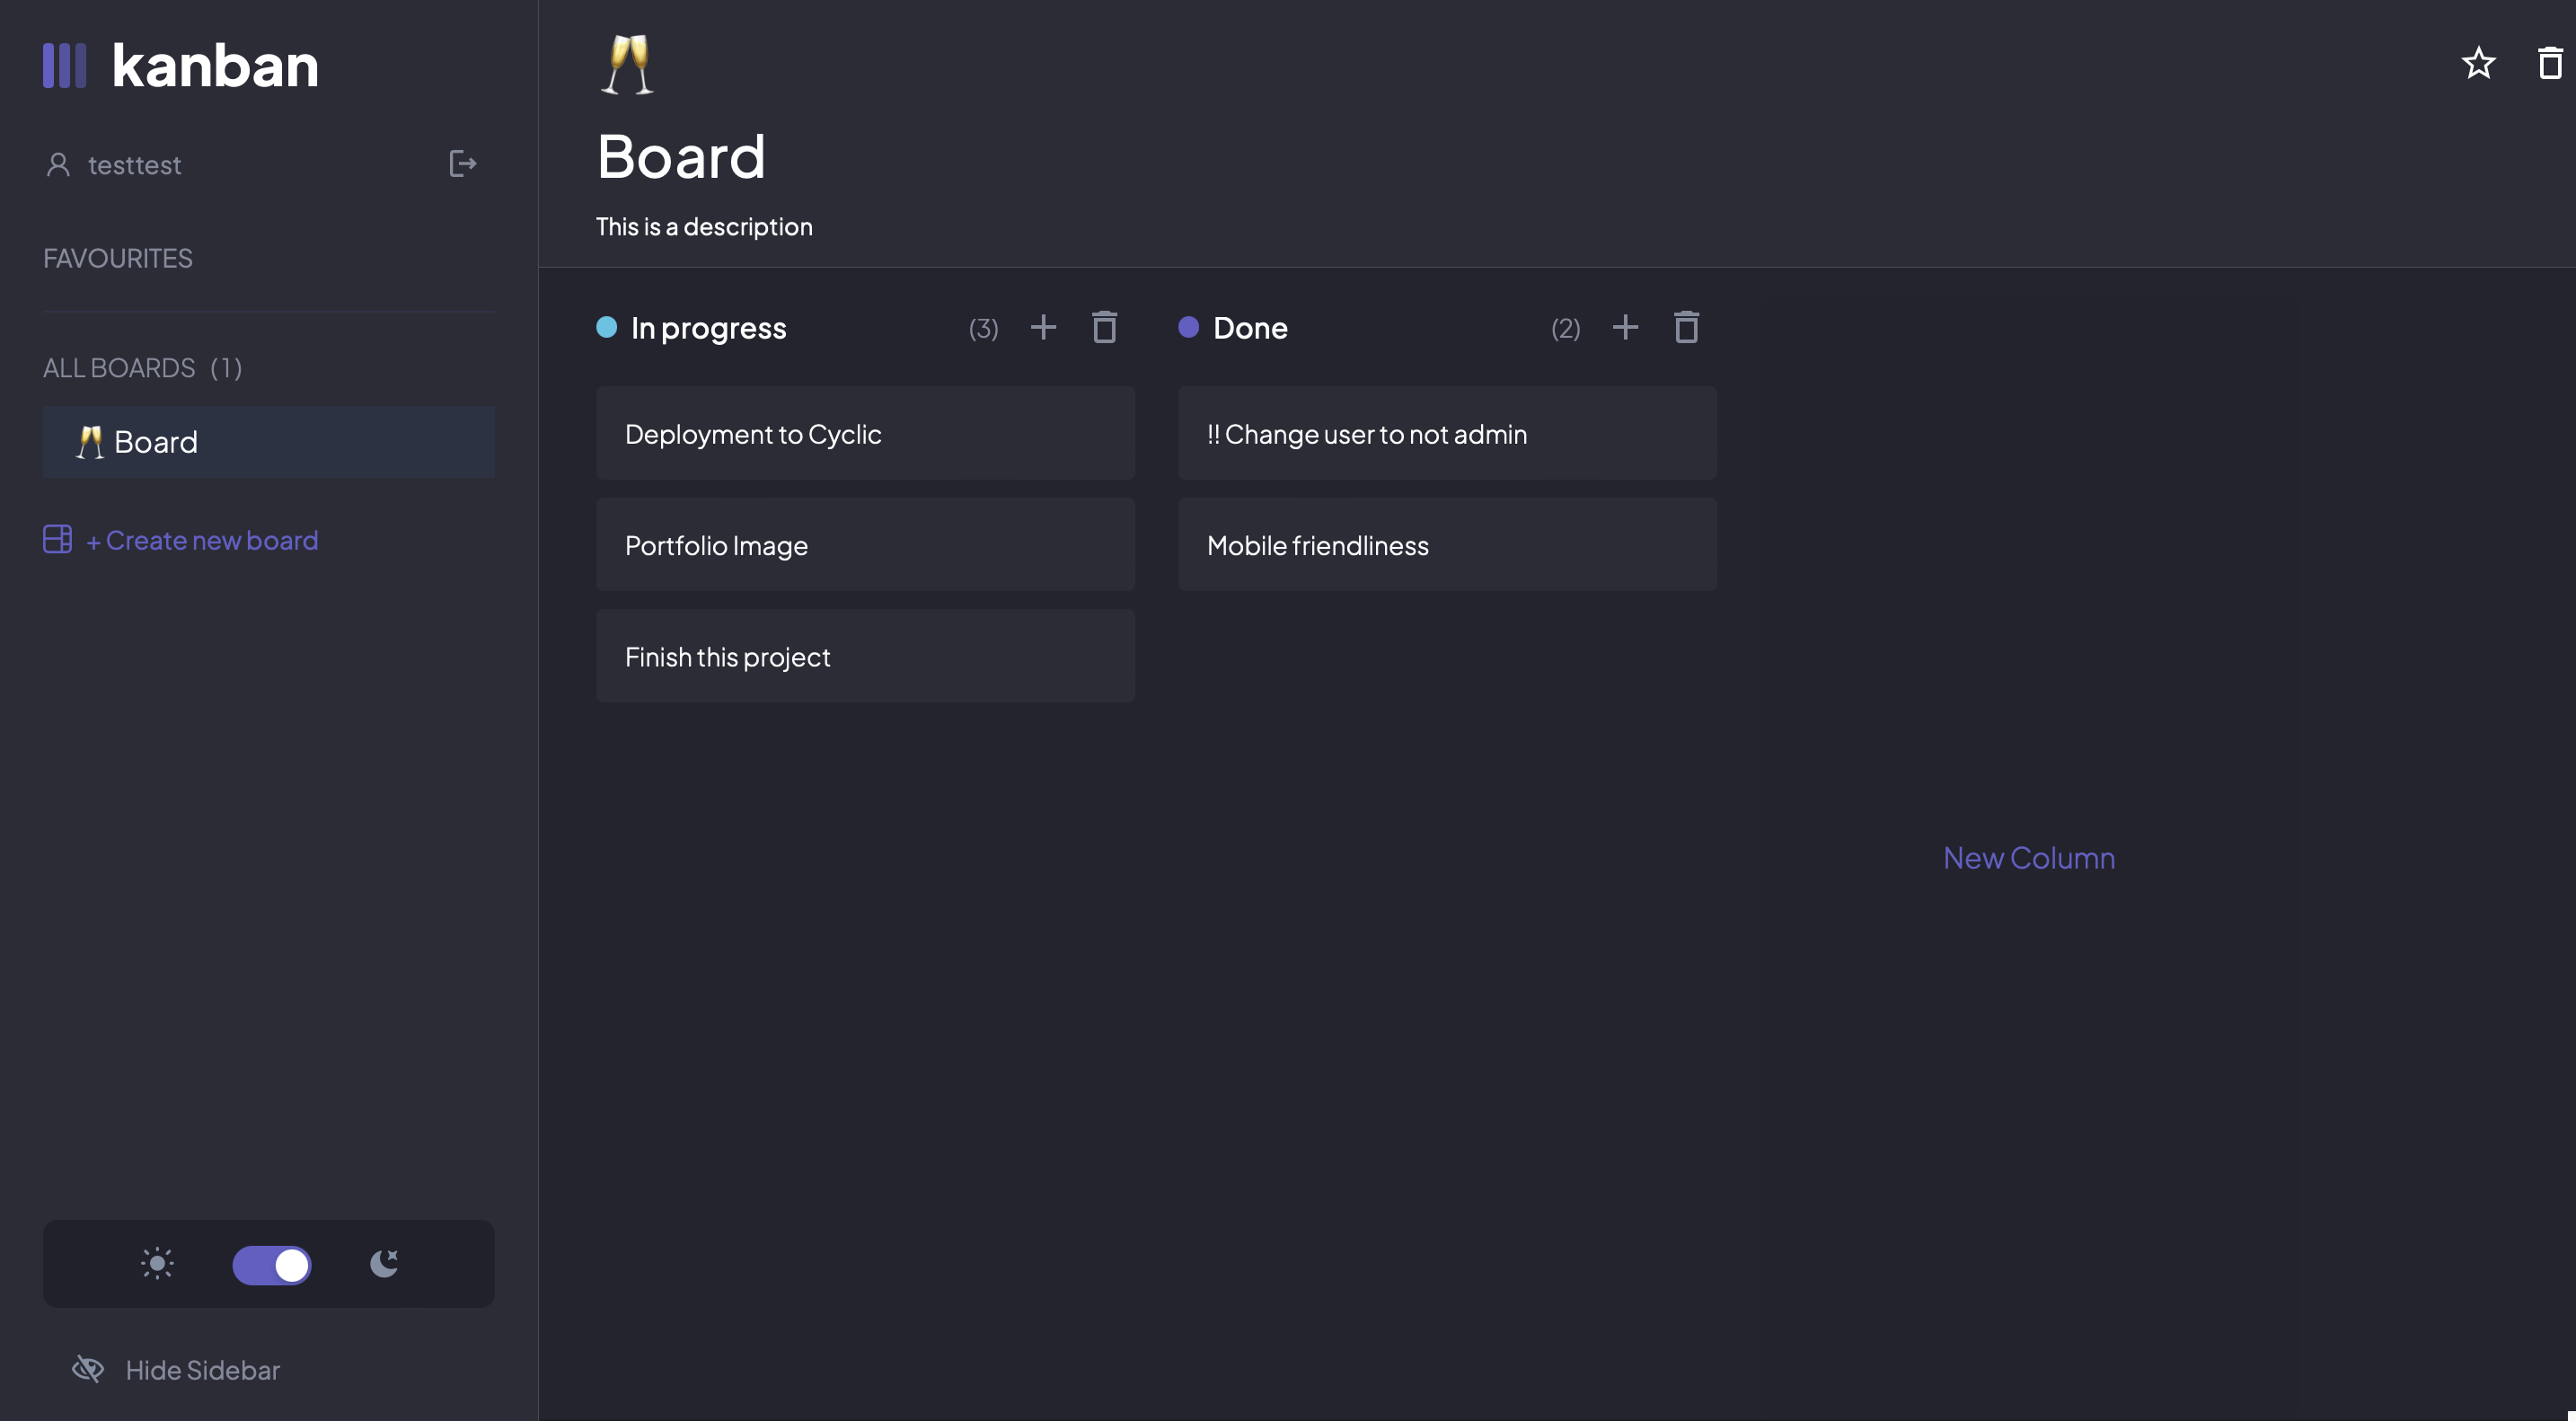 kanban
testtest
FAVOURITES
ALL BOARDS (1)
Board
+ Create new board
Hide Sidebar
Board
This is a description
In progress (3)
Deployment to Cyclic
Portfolio Image
Finish this project
Done (2)
!! Change user to not admin
Mobile friendliness
New Column